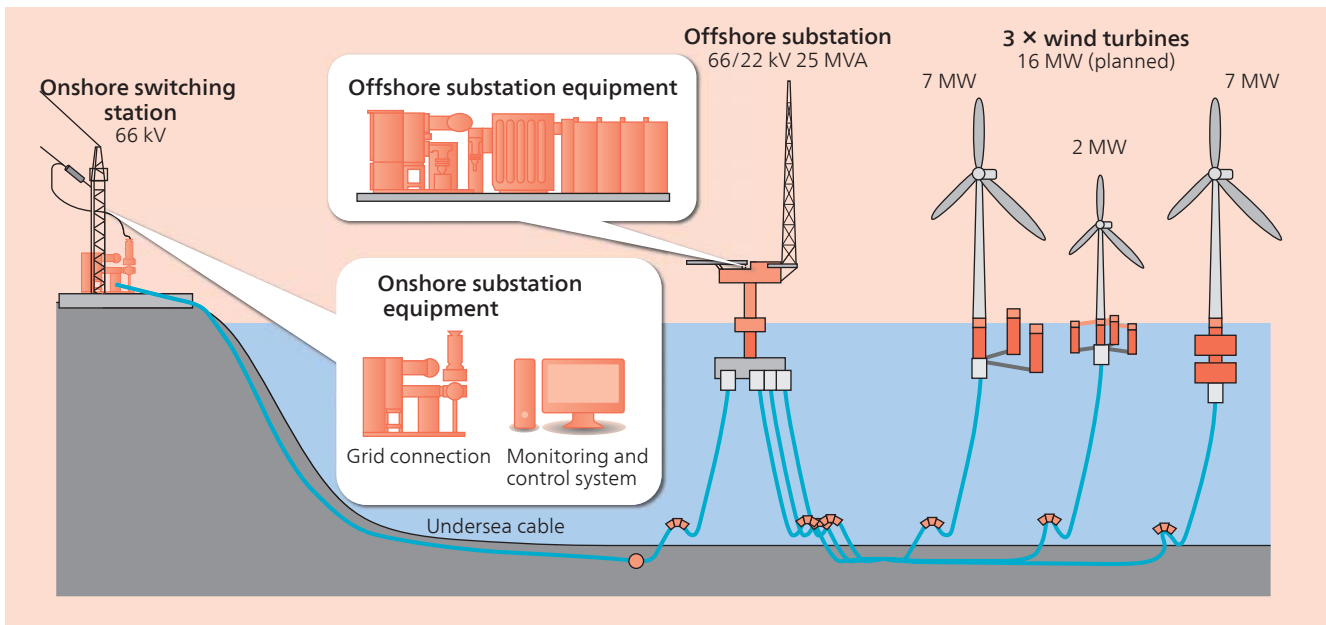 Onshore switching
station
66 kV
Offshore substation equipment
Offshore substation
66/22 kV 25 MVA
3 × wind turbines
16 MW (planned)
7 MW
2 MW
7 MW
Onshore substation
equipment
Grid connection
Monitoring and
control system
Undersea cable